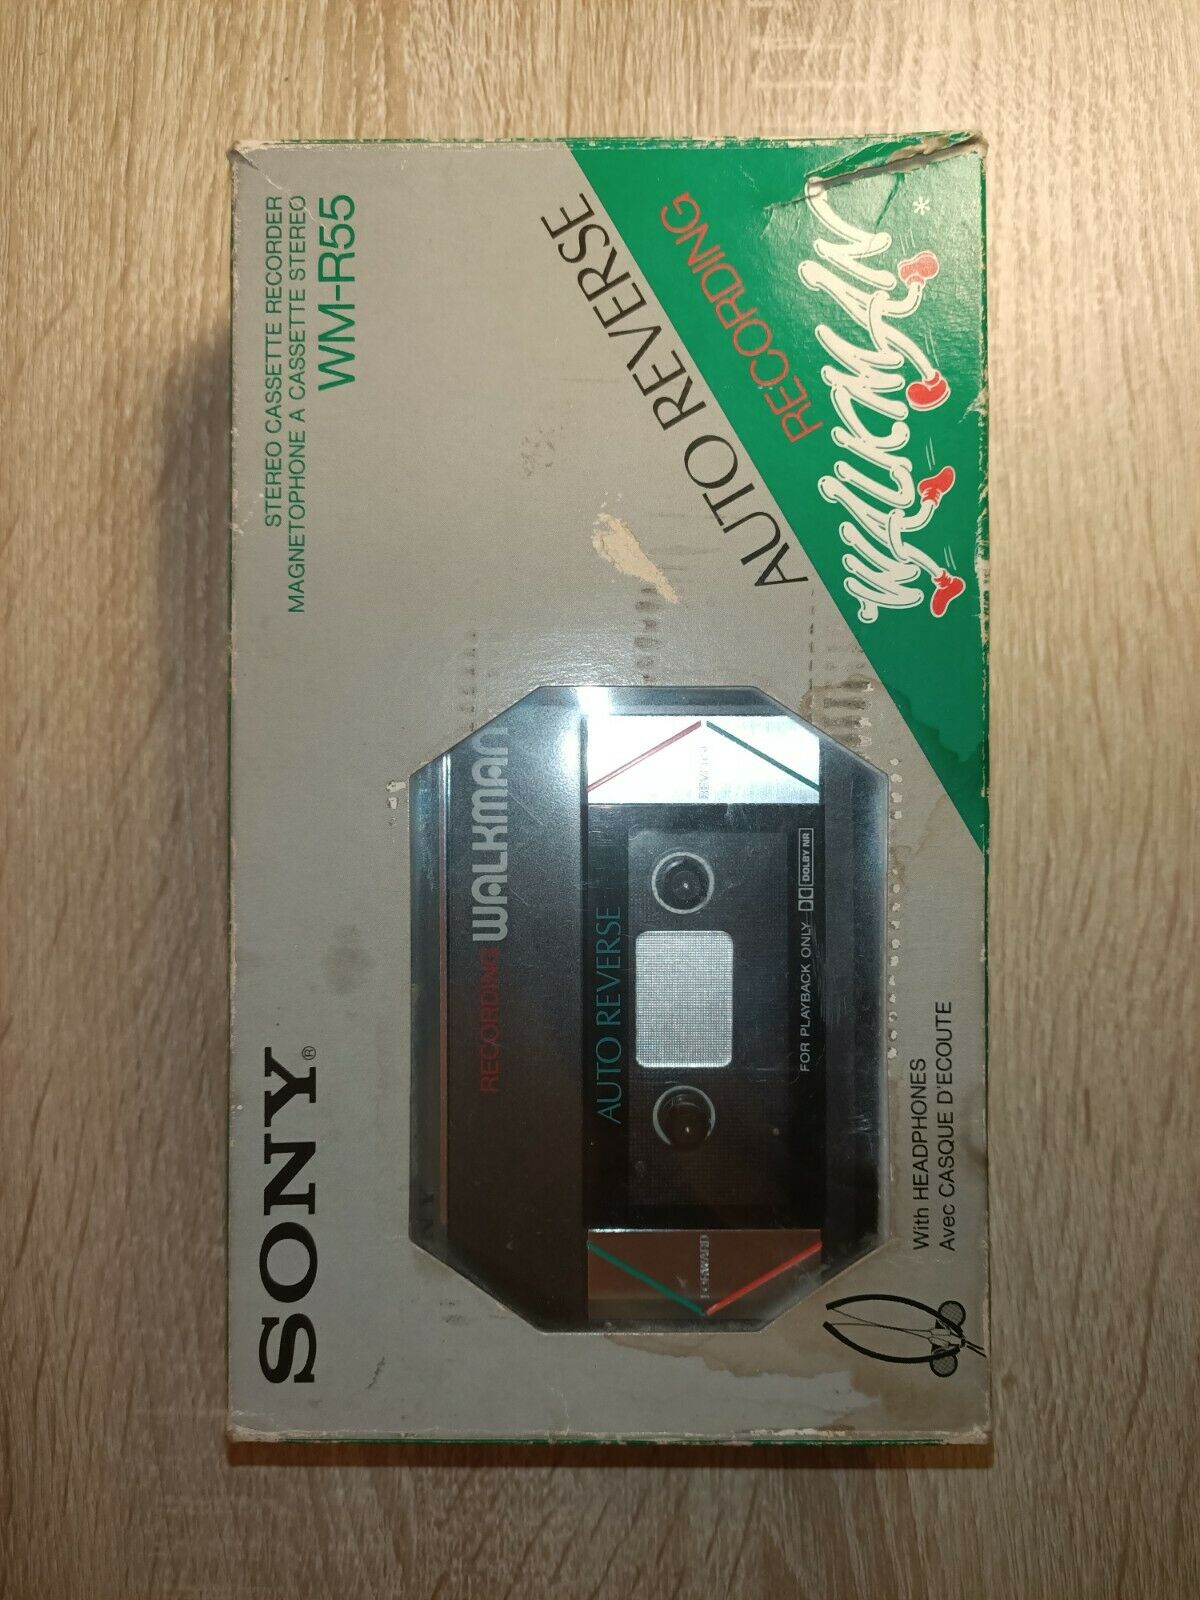 SONY®
STEREO CASSETTE RECORDER
MAGNETOPHONE A CASSETTE STEREO
WM-R55
AUTO REVERSE
RECORDING
WALKMAN*
RECORDING WALKMAN
AUTO REVERSE
FORWARD
REVERSE
FOR PLAYBACK ONLY DOLBY NR
With HEADPHONES
Avec CASQUE D'ECOUTE